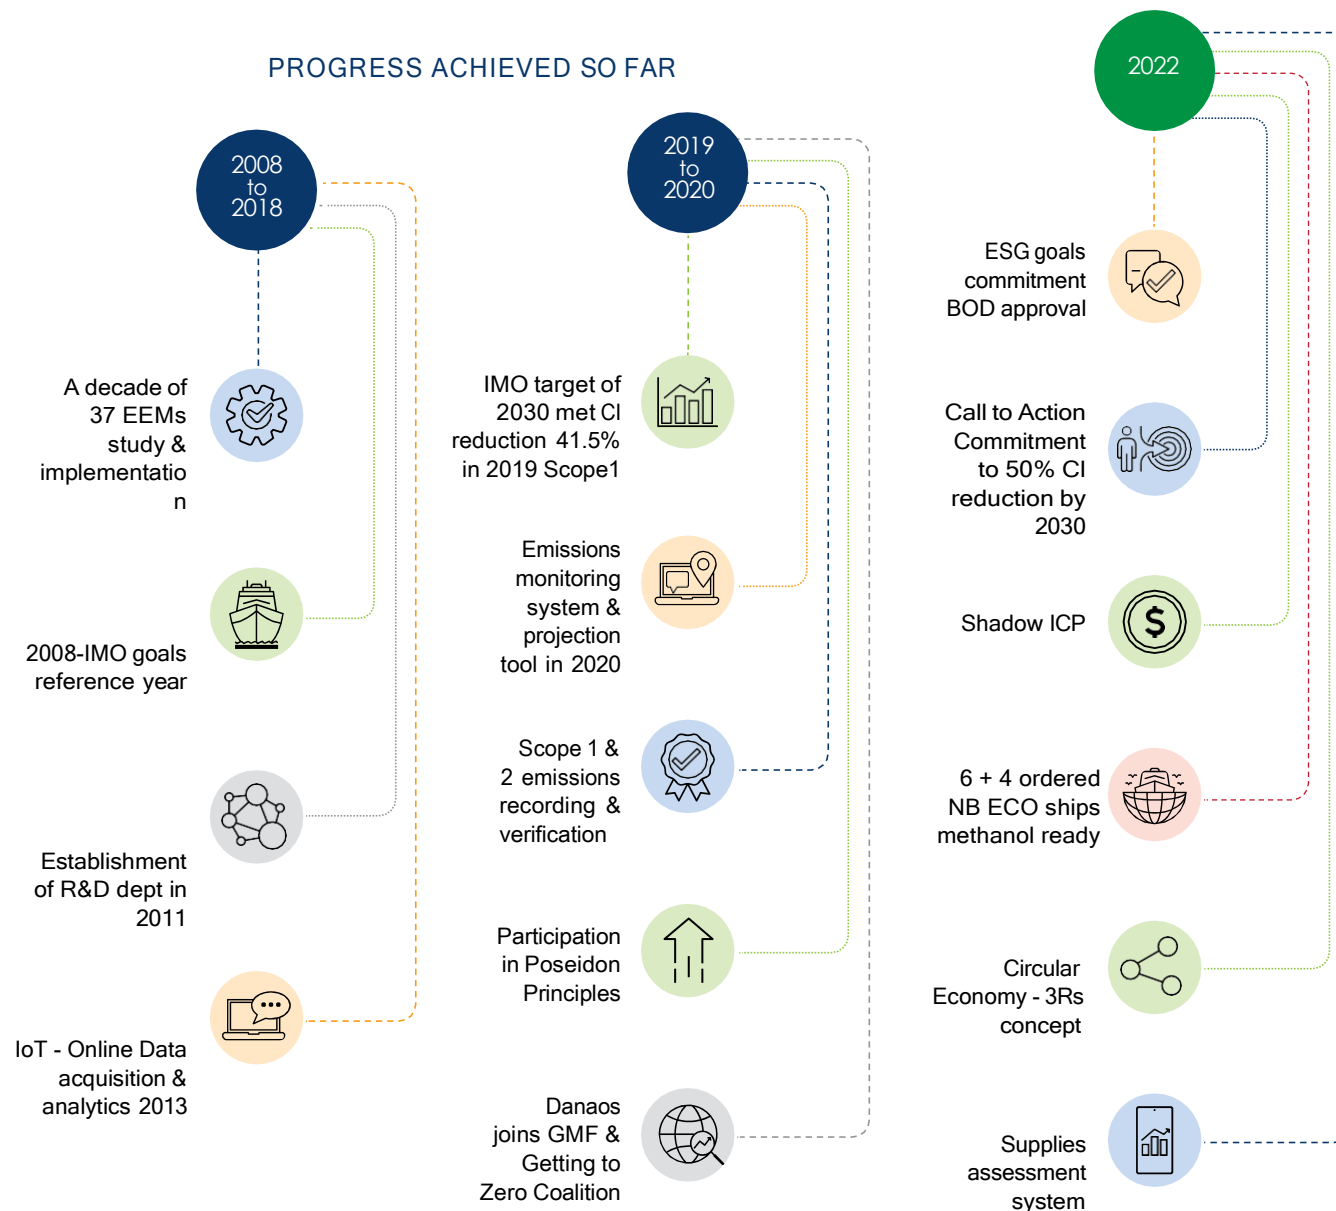 PROGRESS ACHIEVED SO FAR
2008
to
2018
A decade of
37 EEMs
study &
implementatio
n
2008-IMO goals
reference year
Establishment
of R&D dept in
2011
IoT - Online Data
acquisition &
analytics 2013
2019
to
2020
IMO target of
2030 met CI
reduction 41.5%
in 2019 Scope1
Emissions
monitoring
system &
projection
tool in 2020
Scope 1 &
2 emissions
recording &
verification
Participation
in Poseidon
Principles
Danaos
joins GMF &
Getting to
Zero Coalition
2022
ESG goals
commitment
BOD approval
Call to Action
Commitment
to 50% CI
reduction by
2030
Shadow ICP
$
6 + 4 ordered
NB ECO ships
methanol ready
Circular
Economy - 3Rs
concept
Supplies
assessment
system